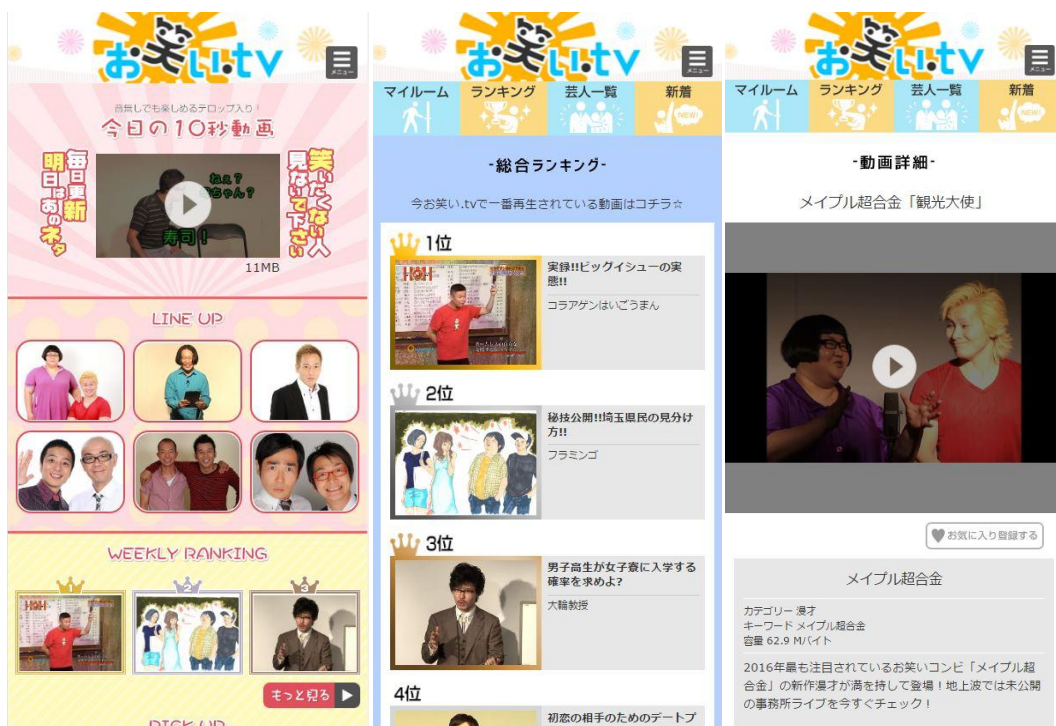 お笑い.tv
メニュー
音無しでも楽しめるテロップ入り!
今日の10秒動画
毎日更新
明日はあのネタ
ねぇ?
寿司!
笑いたくない人
見ないで下さい
11MB
LINE UP
WEEKLY RANKING
1
2
3
もっと見る
PICK UP
お笑い.tv
メニュー
マイルーム ランキング 芸人一覧 新着
NEW!
-総合ランキング-
今お笑い.tvで一番再生されている動画はコチラ☆
1位
実録!!ビッグイシューの実
態!!
コラアゲンはいごうまん
2位
秘技公開!!埼玉県民の見分け
方!!
フラミンゴ
3位
男子高生が女子寮に入学する
確率を求めよ?
大輪教授
4位
初恋の相手のためのデートプ
お笑い.tv
メニュー
マイルーム ランキング 芸人一覧 新着
NEW!
-動画詳細-
メイプル超合金「観光大使」
お気に入り登録する
メイプル超合金
カテゴリー 漫才
キーワード メイプル超合金
容量 62.9 Mバイト
2016年最も注目されているお笑いコンビ「メイプル超
合金」の新作漫才が満を持して登場!地上波では未公開
の事務所ライブを今すぐチェック!